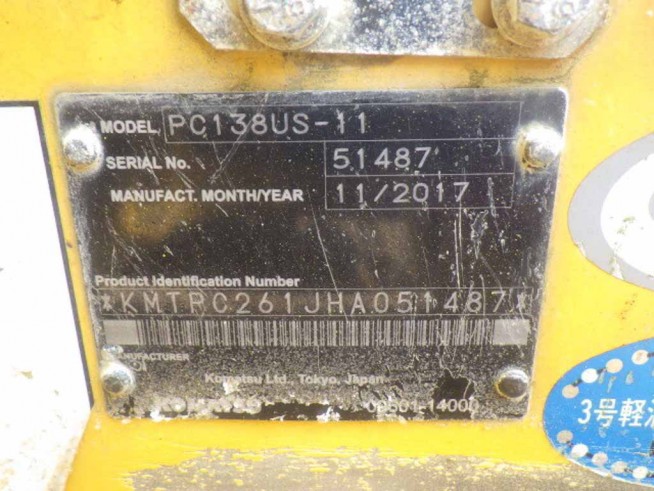 MODEL PC138US-11
SERIAL No. 51487
MANUFACT. MONTH/YEAR 11/2017
Product Identification Number
*KMTPC261JHA051487*
MANUFACTURER
Komatsu Ltd., Tokyo, Japan
09601-14000
3号軽